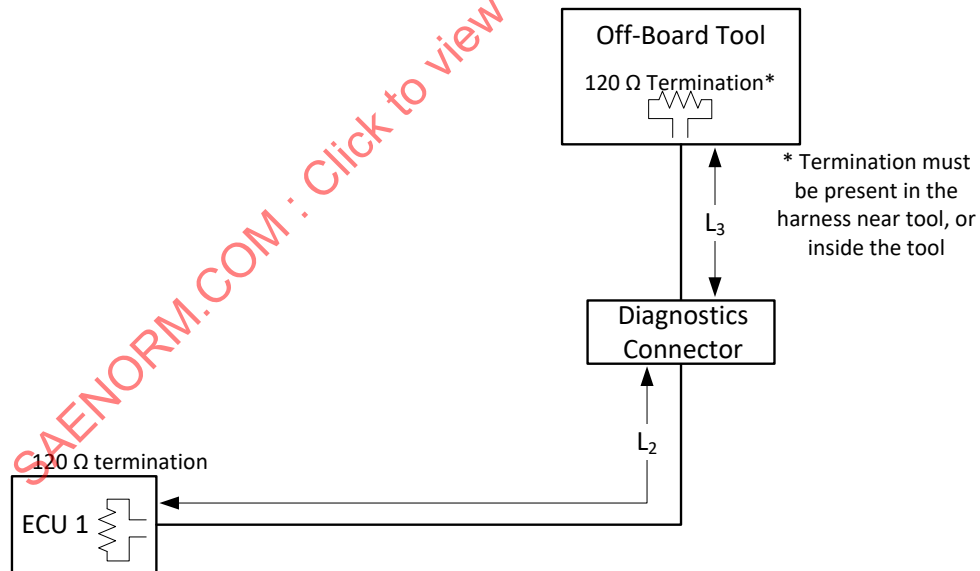 Off-Board Tool
120 Ω Termination*
* Termination must
be present in the
harness near tool, or
inside the tool
L3
Diagnostics
Connector
L2
120 Ω termination
ECU 1
SAENORM.COM : Click to view